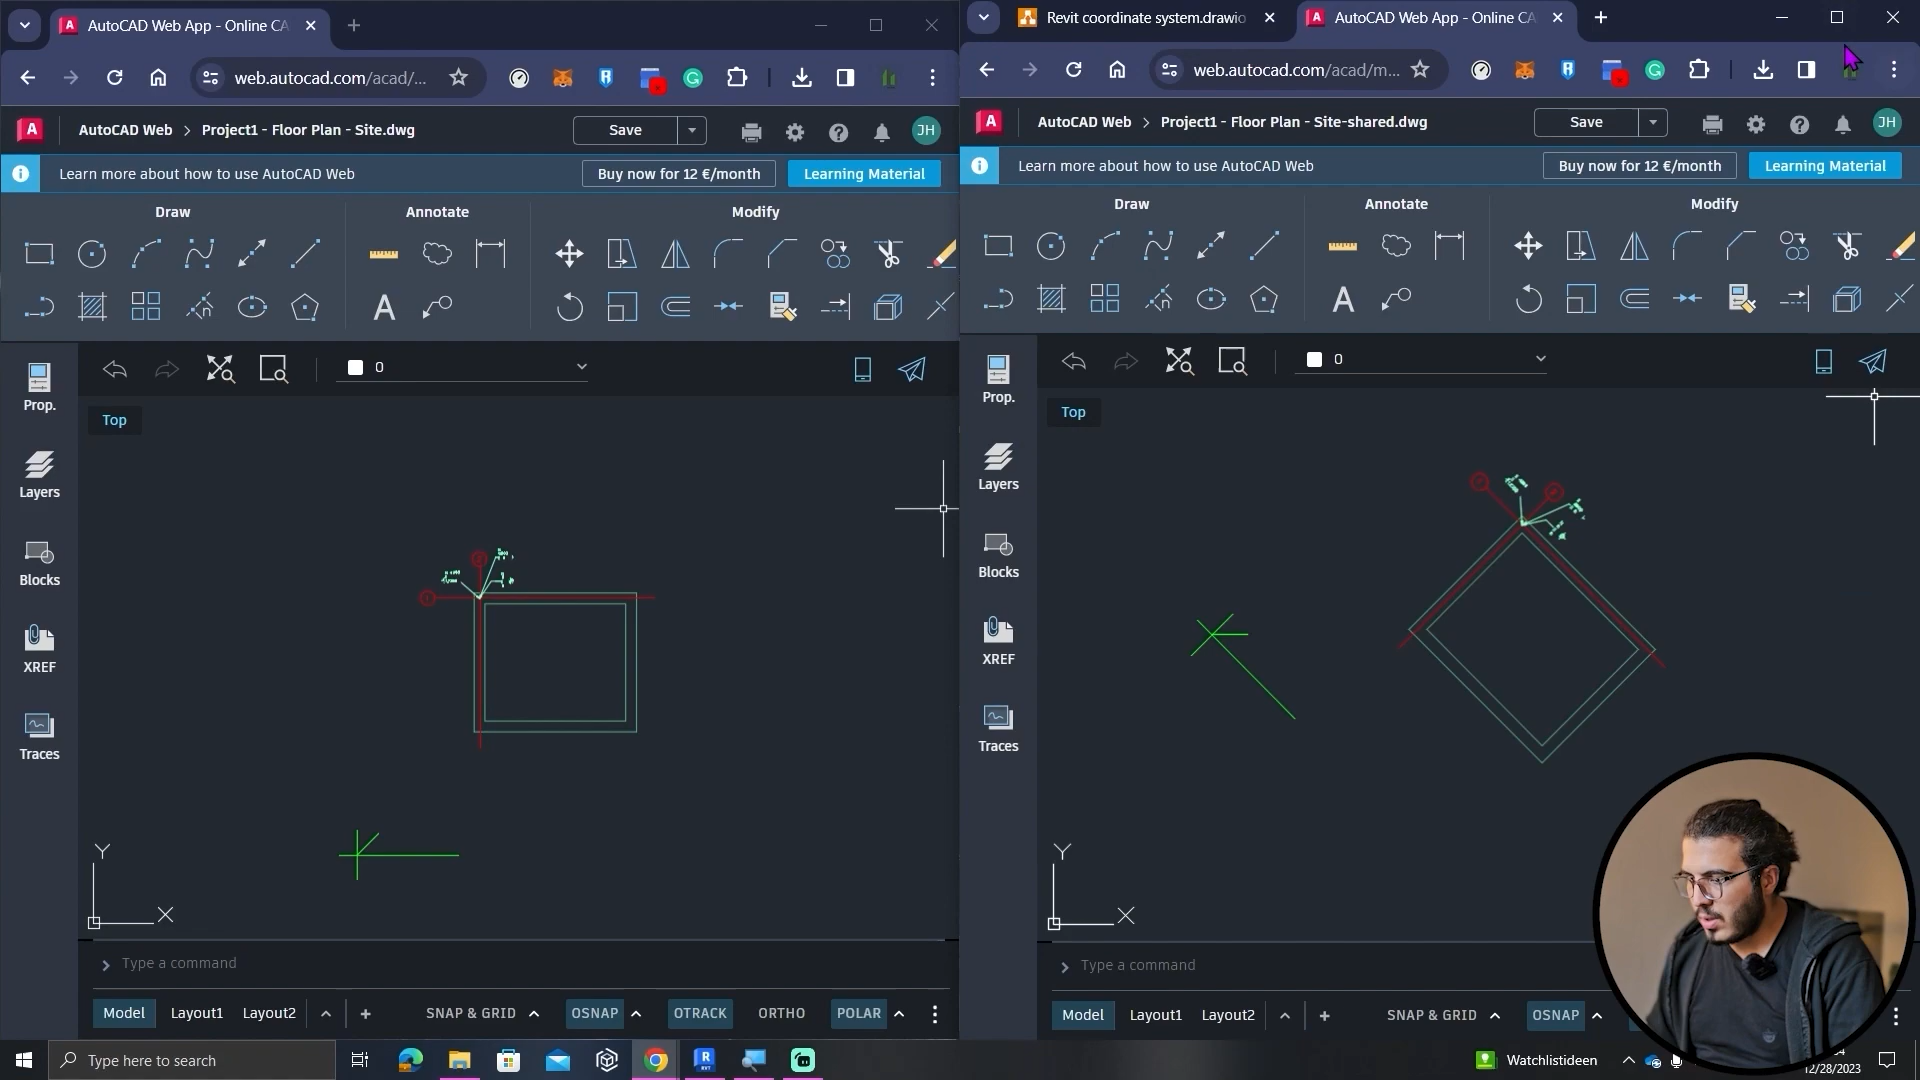 AutoCAD Web App - Online CA
web.autocad.com/acad/...
AutoCAD Web > Project1 - Floor Plan - Site.dwg
Save
JH
Learn more about how to use AutoCAD Web
Buy now for 12 €/month
Learning Material
Draw
Annotate
Modify
A
Prop.
0
Top
Layers
Blocks
XREF
Traces
Y
X
Type a command
Model
Layout1
Layout2
SNAP & GRID
OSNAP
OTRACK
ORTHO
POLAR
Revit coordinate system.drawio
AutoCAD Web App - Online CA
web.autocad.com/acad/m...
AutoCAD Web > Project1 - Floor Plan - Site-shared.dwg
Save
JH
Learn more about how to use AutoCAD Web
Buy now for 12 €/month
Learning Material
Draw
Annotate
Modify
A
Prop.
0
Top
Layers
Blocks
XREF
Traces
Y
X
Type a command
Model
Layout1
Layout2
SNAP & GRID
OSNAP
Type here to search
Watchlistideen
12/28/2023